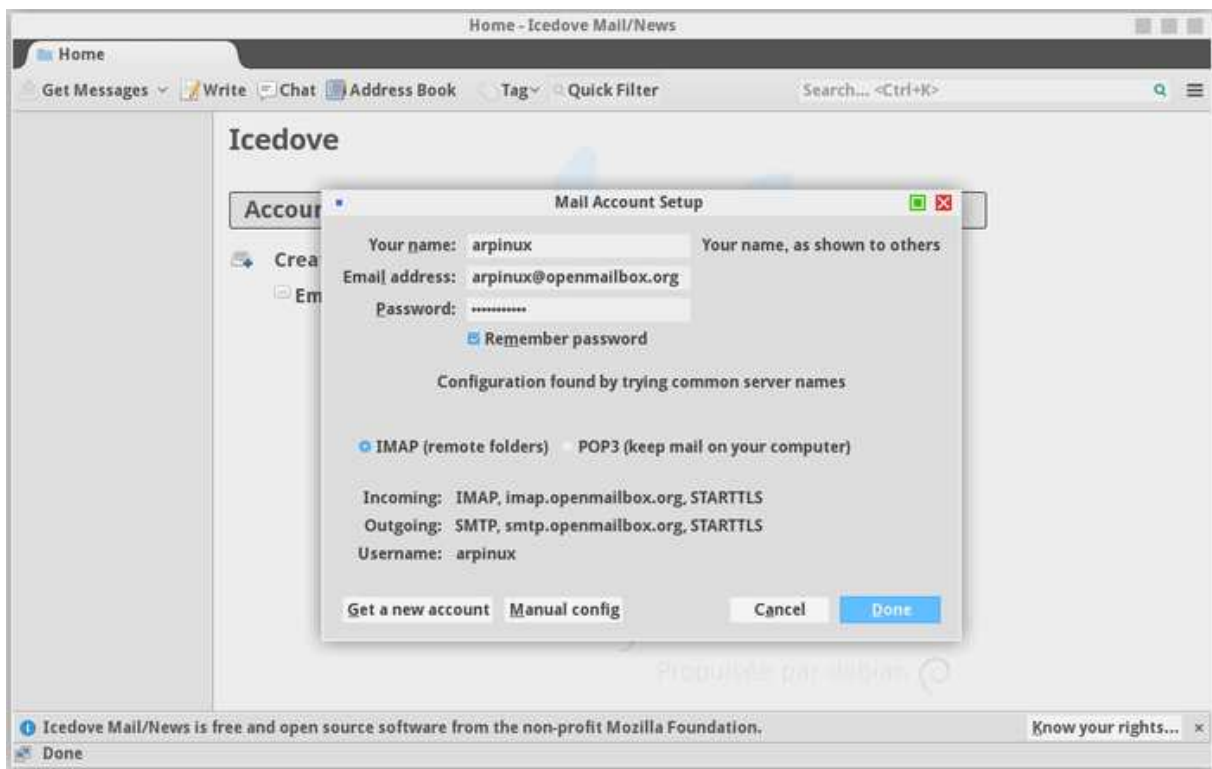 Home - Icedove Mail/News
Home
Get Messages Write Chat Address Book Tag Quick Filter Search... <Ctrl+K>
Icedove
Accour
Crea
Em
Mail Account Setup
Your name: arpinux Your name, as shown to others
Email address: arpinux@openmailbox.org
Password: •••••••••••
Remember password
Configuration found by trying common server names
IMAP (remote folders) POP3 (keep mail on your computer)
Incoming: IMAP, imap.openmailbox.org, STARTTLS
Outgoing: SMTP, smtp.openmailbox.org, STARTTLS
Username: arpinux
Get a new account Manual config Cancel Done
Propulsée par debian
Icedove Mail/News is free and open source software from the non-profit Mozilla Foundation. Know your rights... ×
Done